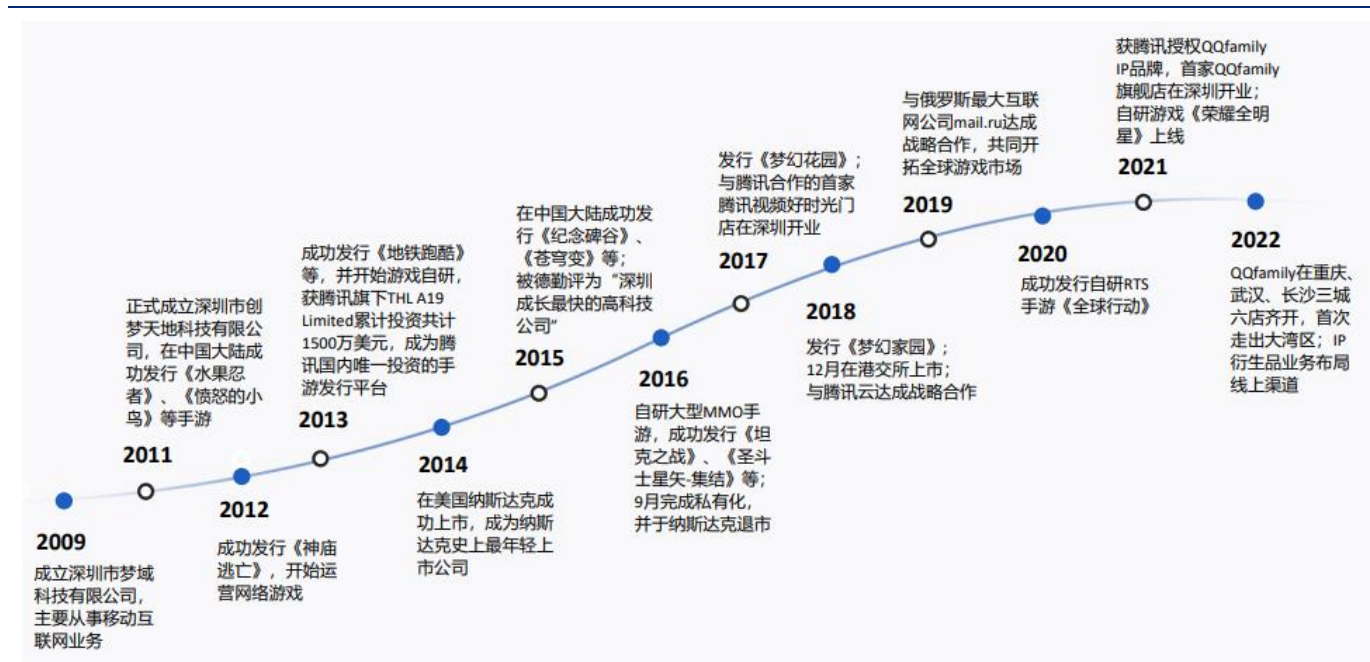 2009
成立深圳市梦域
科技有限公司，
主要从事移动互
联网业务
正式成立深圳市创
梦天地科技有限公
司，在中国大陆成
功发行《水果忍
者》、《愤怒的小
鸟》等手游
2011
2012
成功发行《神庙
逃亡》，开始运
营网络游戏
成功发行《地铁跑酷》
等，并开始游戏自研，
获腾讯旗下THL A19
Limited累计投资共计
1500万美元，成为腾
讯国内唯一投资的手
游发行平台
2013
2014
在美国纳斯达克成
功上市，成为纳斯
达克史上最年轻上
市公司
在中国大陆成功发
行《纪念碑谷》、
《苍穹变》等；
被德勤评为“深圳
成长最快的高科技
公司”
2015
2016
自研大型MMO手
游，成功发行《坦
克之战》、《圣斗
士星矢-集结》等；
9月完成私有化，
并于纳斯达克退市
发行《梦幻花园》；
与腾讯合作的首家
腾讯视频好时光门
店在深圳开业
2017
2018
发行《梦幻家园》；
12月在港交所上市；
与腾讯云达成战略合作
与俄罗斯最大互联
网公司mail.ru达成
战略合作，共同开
拓全球游戏市场
2019
2020
成功发行自研RTS
手游《全球行动》
获腾讯授权QQfamily
IP品牌，首家QQfamily
旗舰店在深圳开业；
自研游戏《荣耀全明
星》上线
2021
2022
QQfamily在重庆、
武汉、长沙三城
六店齐开，首次
走出大湾区；IP
衍生品业务布局
线上渠道